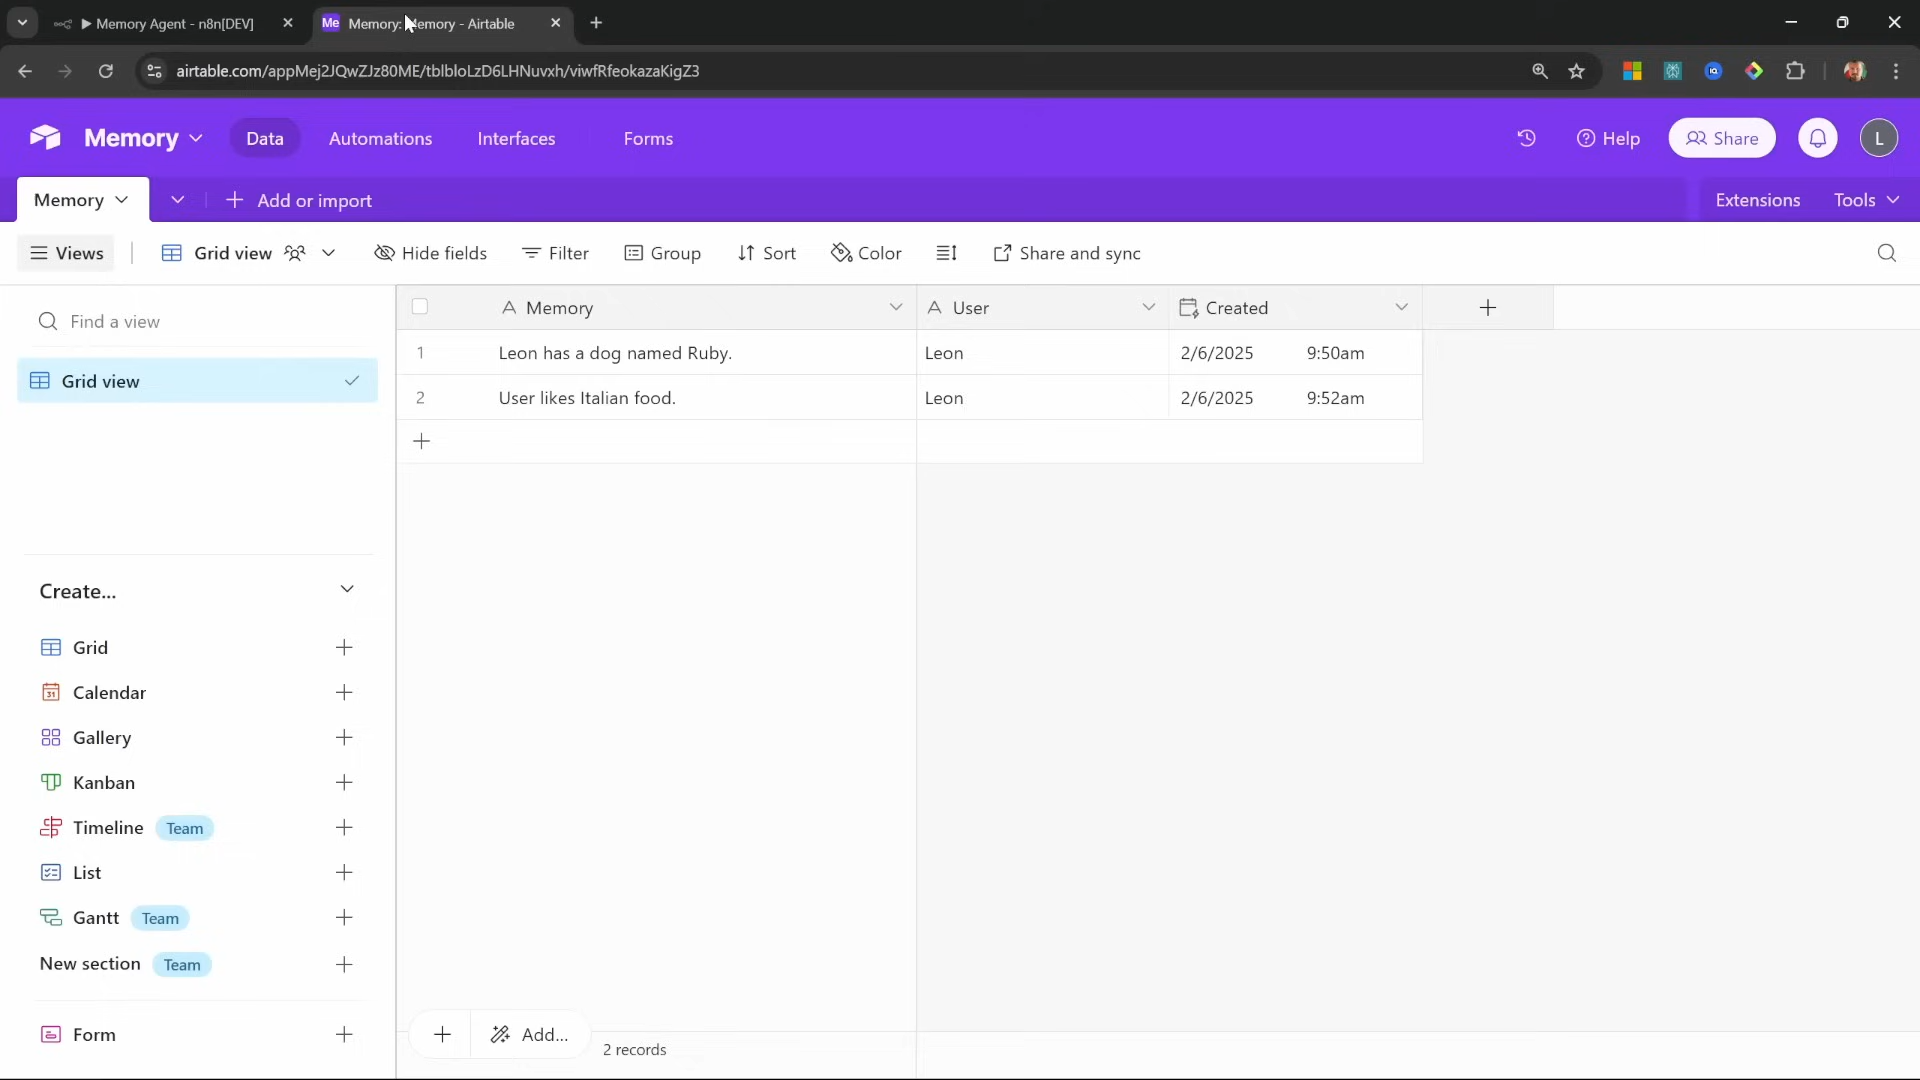 Memory Agent - n8n[DEV]
Me
Memory: Memory - Airtable
airtable.com/appMej2JQwZJz80ME/tblbloLzD6LHNuvxh/viwfRfeokazaKigZ3
Memory
Data
Automations
Interfaces
Forms
Help
Share
L
Memory
Add or import
Extensions
Tools
Views
Grid view
Hide fields
Filter
Group
Sort
Color
Share and sync
Find a view
Grid view
Memory
User
Created
1
Leon has a dog named Ruby.
Leon
2/6/2025
9:50am
2
User likes Italian food.
Leon
2/6/2025
9:52am
Create...
Grid
Calendar
Gallery
Kanban
Timeline
Team
List
Gantt
Team
New section
Team
Form
Add...
2 records